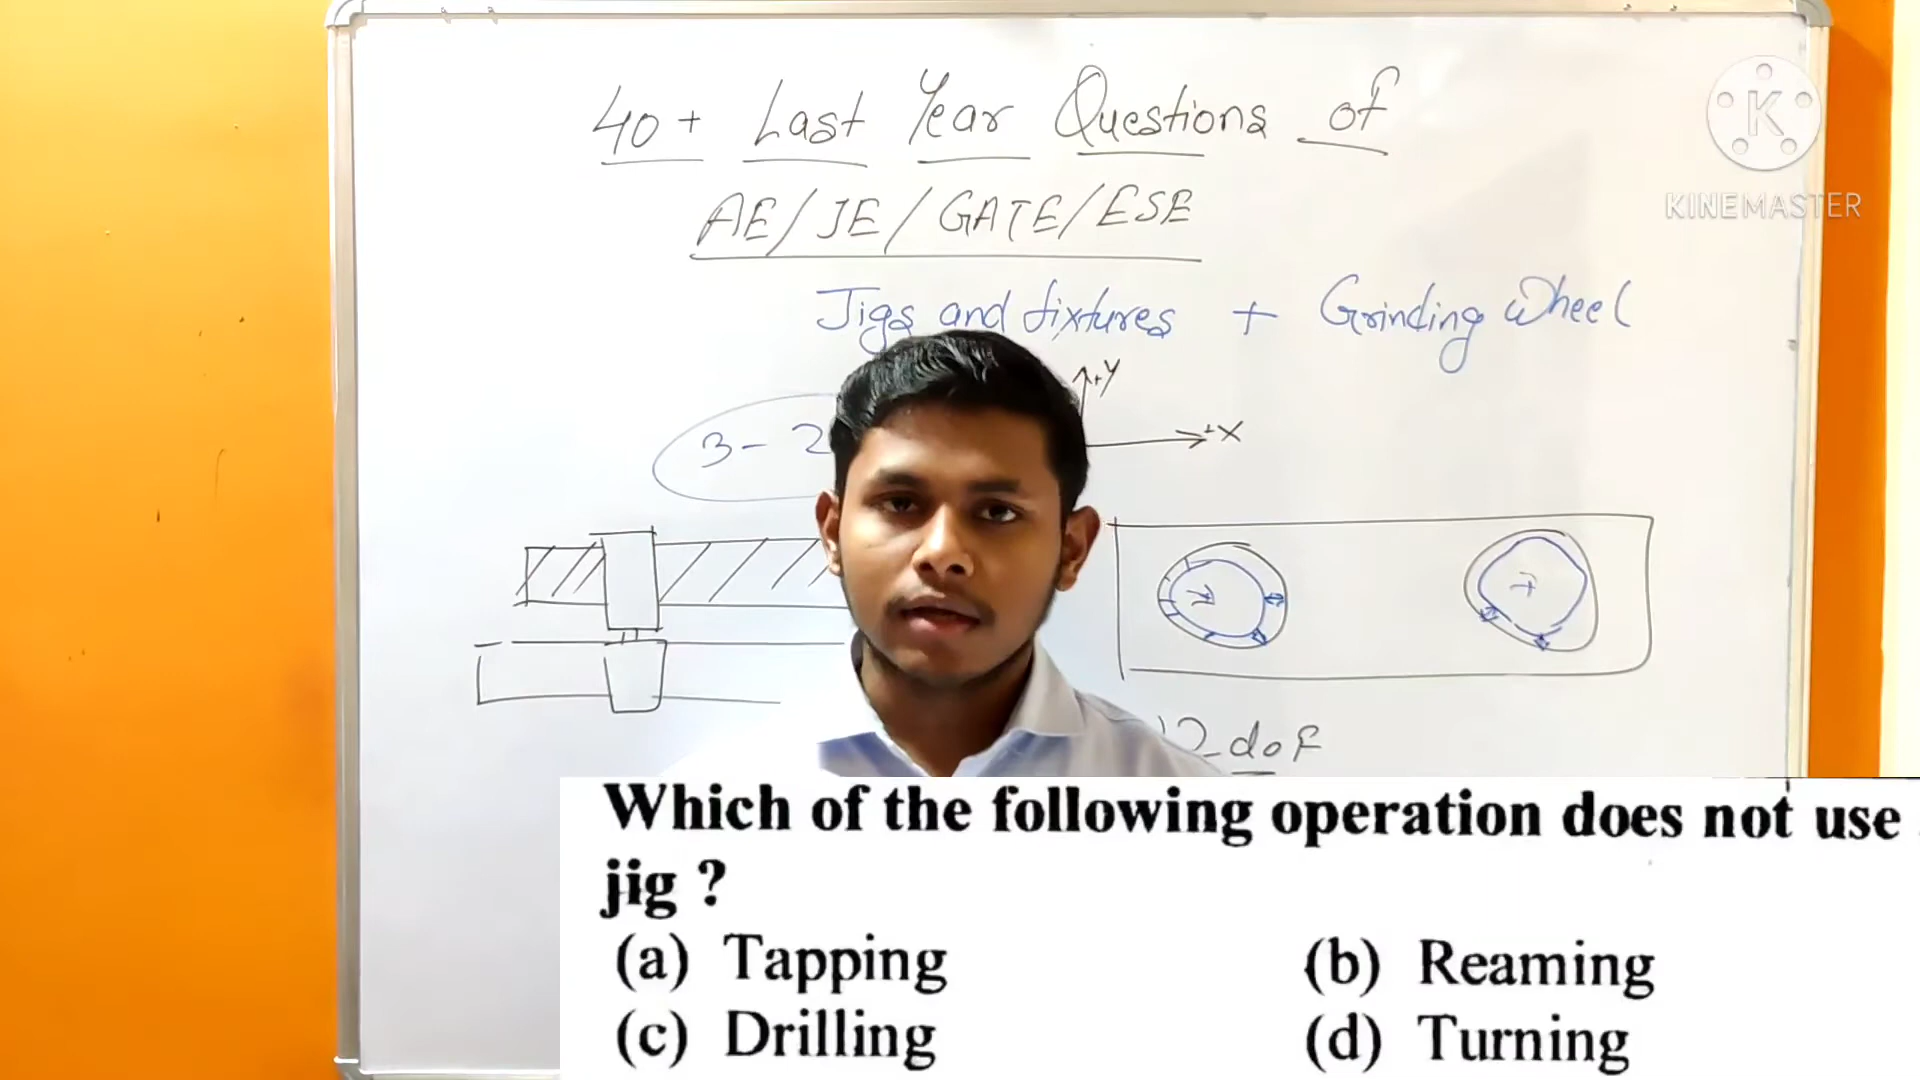 40+ Last Year Questions of
AE/JE/GATE/ESE
Jigs and fixtures + Grinding Wheel
K
KINEMASTER
+Y
3-2
+X
2 dof
Which of the following operation does not use
jig ?
(a) Tapping
(b) Reaming
(c) Drilling
(d) Turning